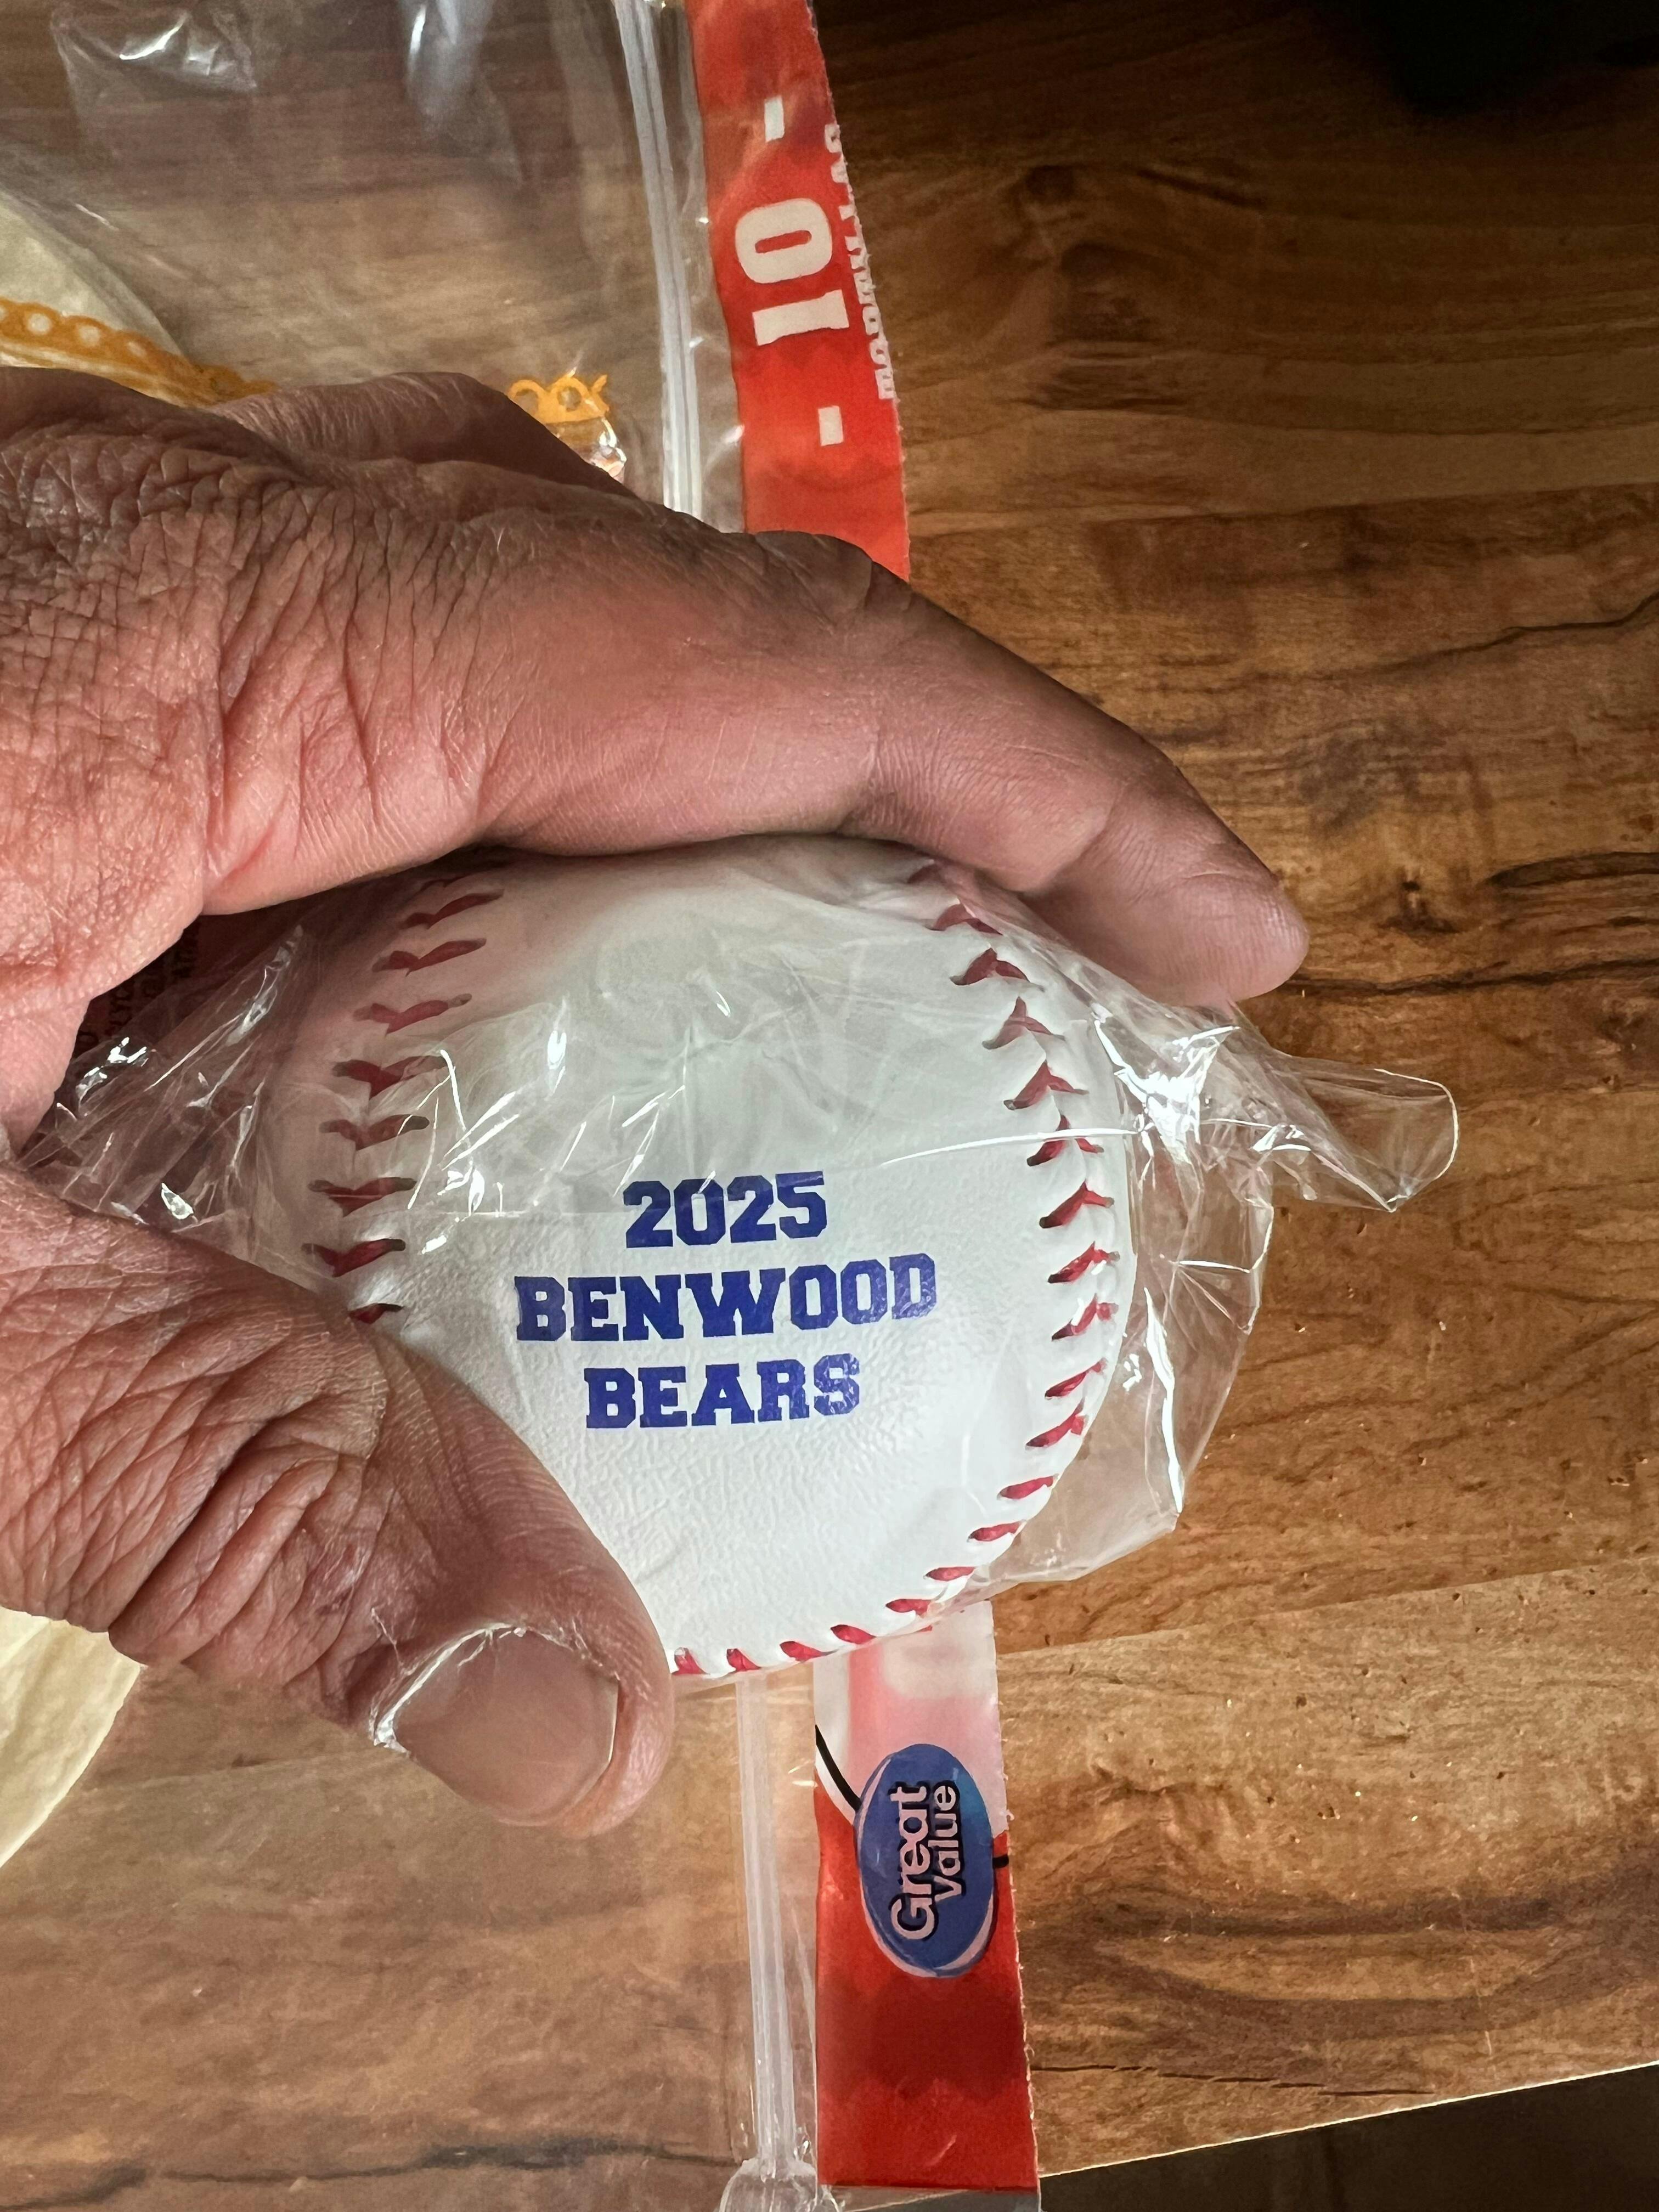 2025
BENWOOD
BEARS
- 10 -
Great
Value